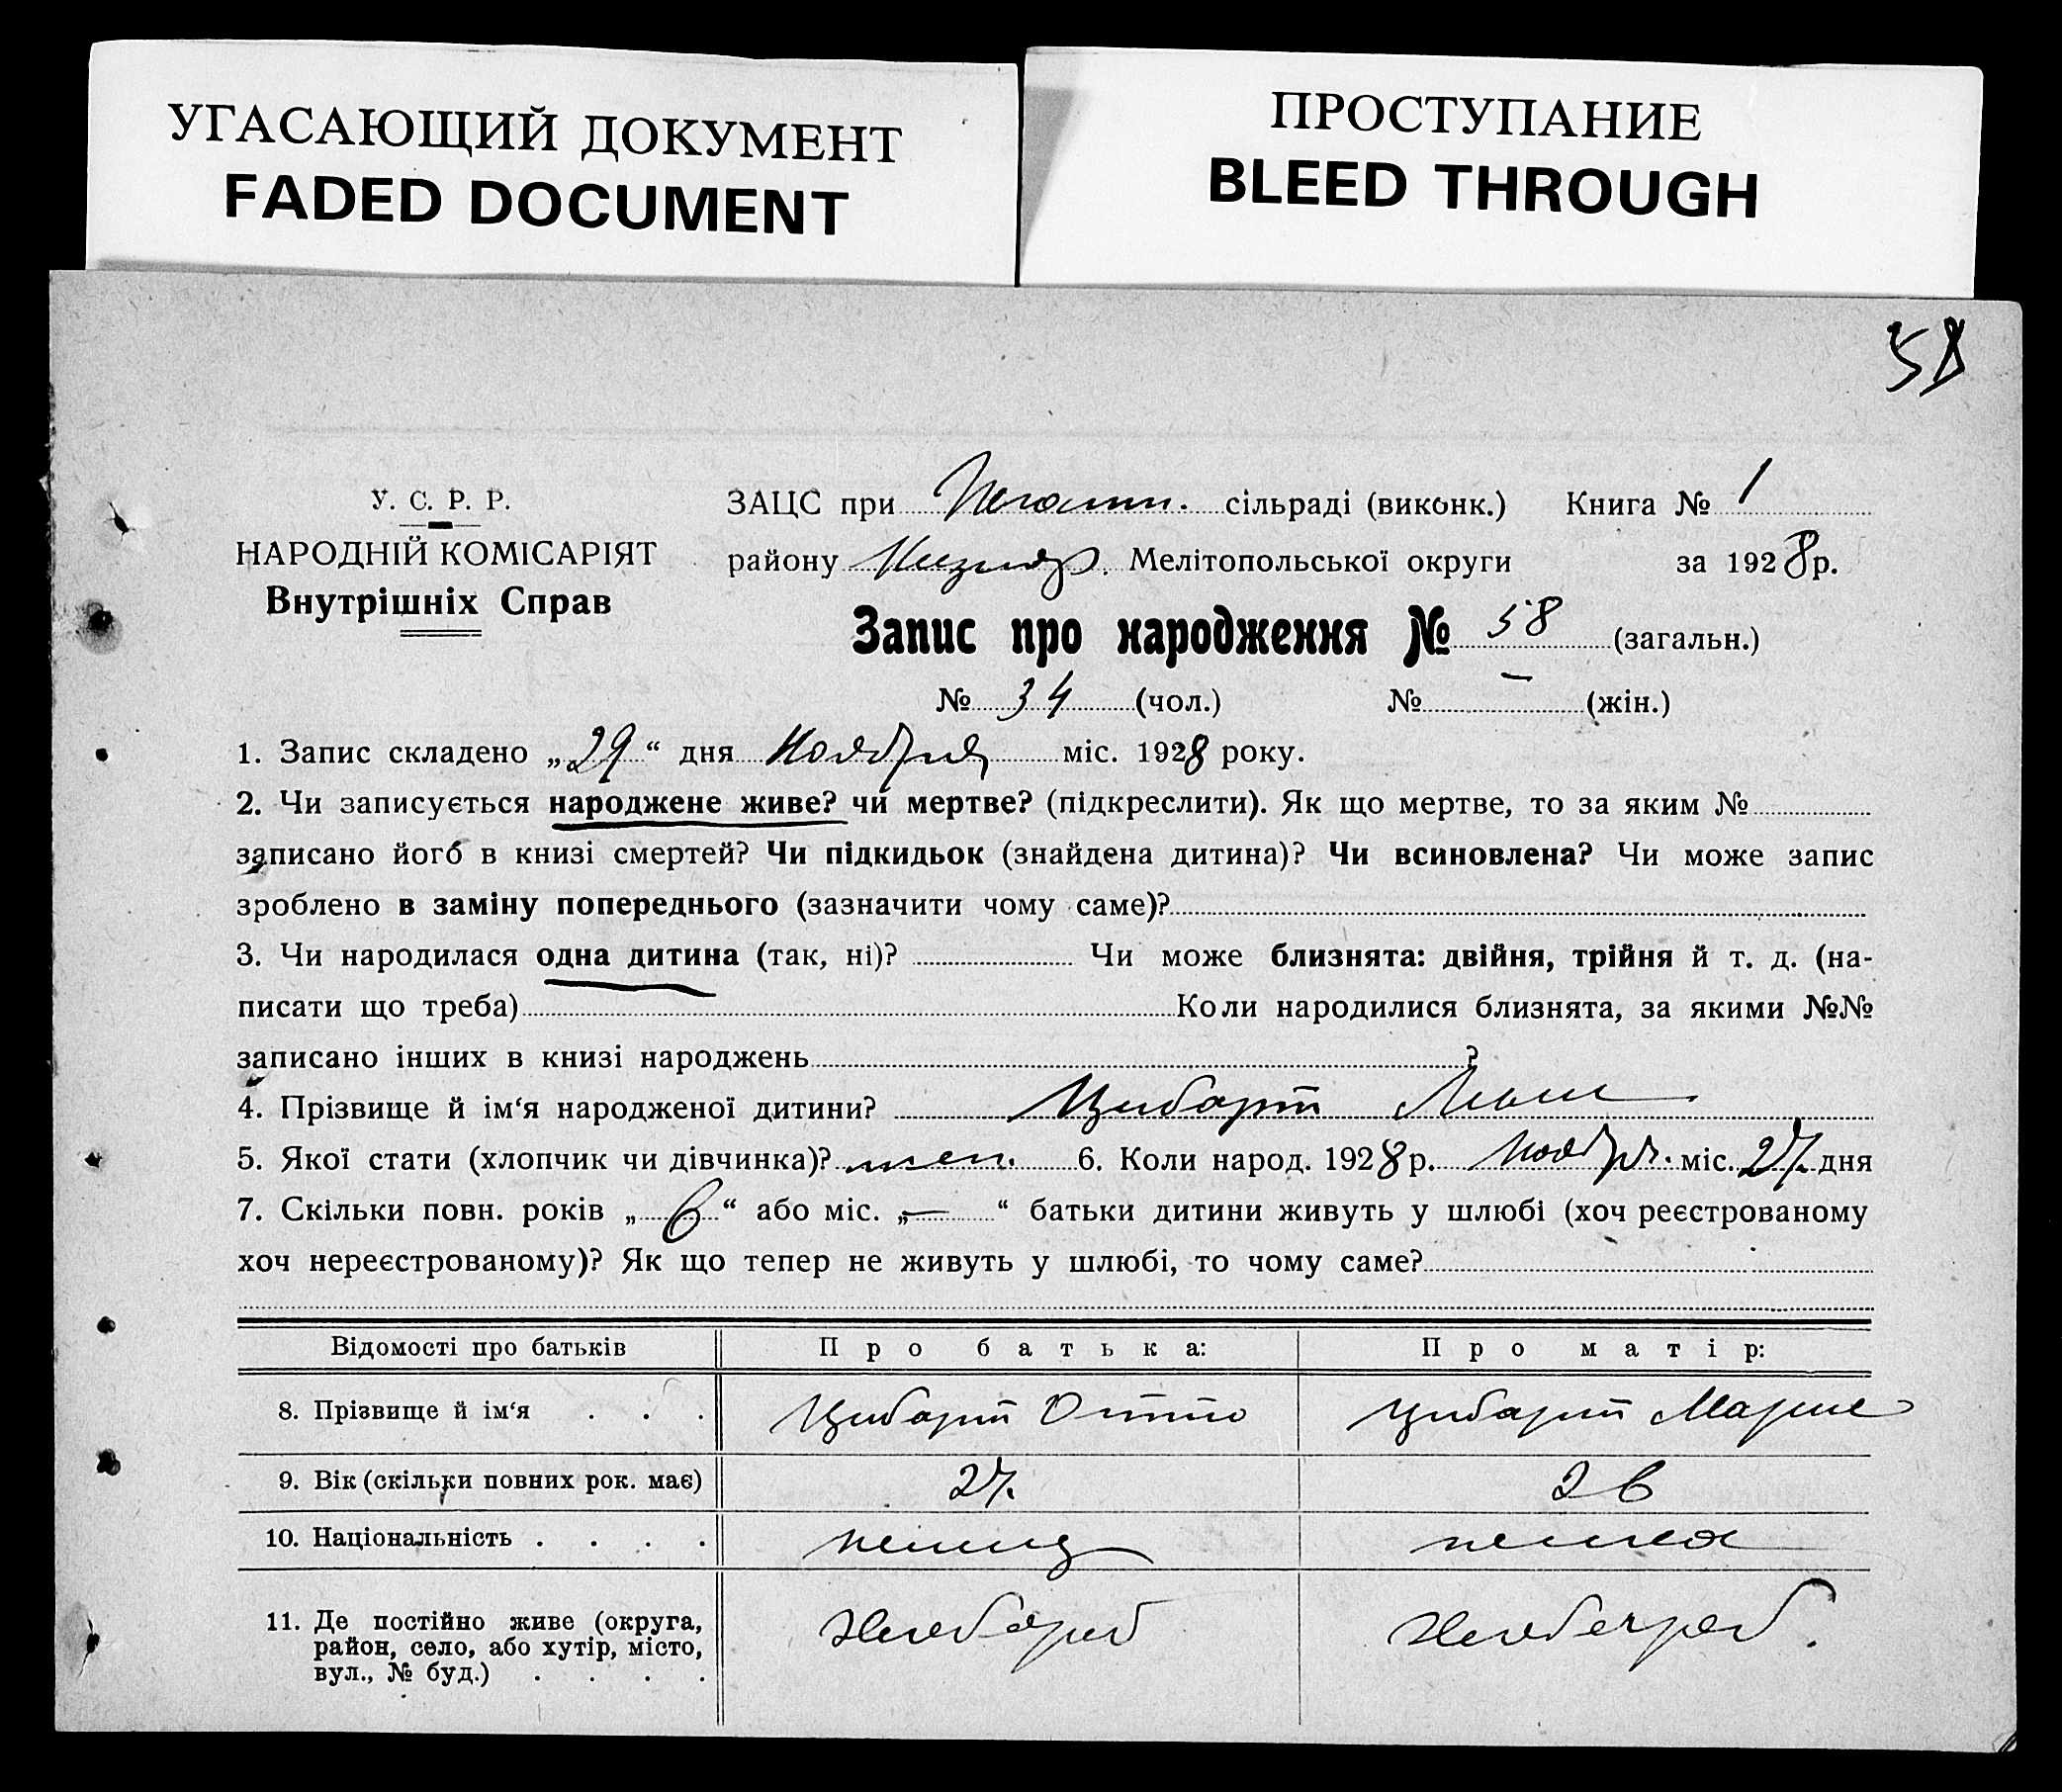 УГАСАЮЩИЙ ДОКУМЕНТ
FADED DOCUMENT
ПРОСТУПАНИЕ
BLEED THROUGH
58
У. С. Р. Р.
НАРОДНІЙ КОМІСАРІЯТ
Внутрішніх Справ
ЗАЦС при сільраді (виконк.) Книга № 1
району Мелітопольської округи за 1928 р.
Запис про народження № 58 (загальн.)
№ 34 (чол.) № — (жін.)
1. Запис складено „29“ дня Ноября міс. 1928 року.
2. Чи записується народжене живе? чи мертве? (підкреслити). Як що мертве, то за яким №
записано його в книзі смертей? Чи підкидьок (знайдена дитина)? Чи всиновлена? Чи може запис
зроблено в заміну попереднього (зазначити чому саме)?
3. Чи народилася одна дитина (так, ні)? Чи може близнята: двійня, трійня й т. д. (на-
писати що треба) Коли народилися близнята, за якими №№
записано інших в книзі народжень ?
4. Прізвище й ім‘я народженої дитини? Цибарт
5. Якої стати (хлопчик чи дівчинка)? 6. Коли народ. 1928 р. Ноябр. міс. 27 дня
7. Скільки повн. років „6“ або міс. „—“ батьки дитини живуть у шлюбі (хоч реєстрованому
хоч нереєстрованому)? Як що тепер не живуть у шлюбі, то чому саме?
Відомості про батьків Про батька: Про матір:
8. Прізвище й ім‘я . . . Цибарт Отто Цибарт Марие
9. Вік (скільки повних рок. має) 27. 26
10. Національність . . . . немец немка
11. Де постійно живе (округа,
район, село, або хутір, місто,
вул., № буд.) . . . .